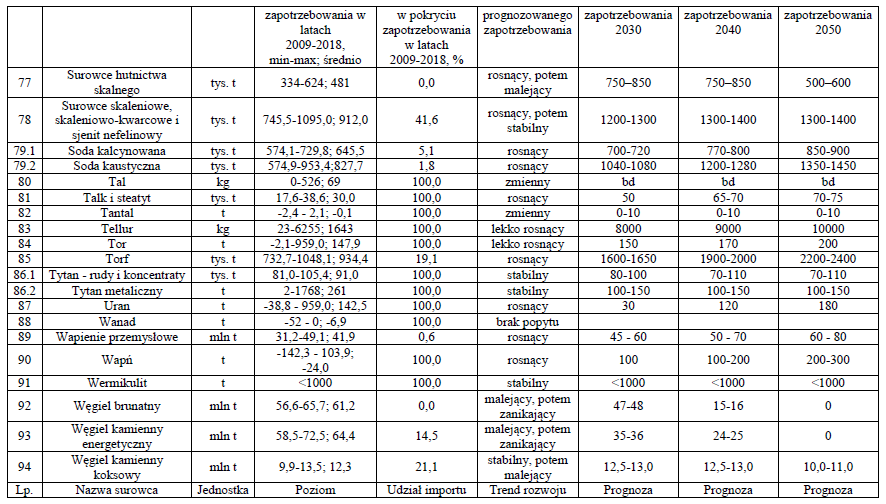 zapotrzebowania w latach 2009-2018, min-max; średnio | w pokryciu zapotrzebowania w latach 2009-2018, % | prognozowanego zapotrzebowania | zapotrzebowania 2030 | zapotrzebowania 2040 | zapotrzebowania 2050
77 | Surowce hutnictwa skalnego | tys. t | 334-624; 481 | 0,0 | rosnący, potem malejący | 750–850 | 750–850 | 500–600
78 | Surowce skaleniowe, skaleniowo-kwarcowe i sjenit nefelinowy | tys. t | 745,5-1095,0; 912,0 | 41,6 | rosnący, potem stabilny | 1200-1300 | 1300-1400 | 1300-1400
79.1 | Soda kalcynowana | tys. t | 574,1-729,8; 645,5 | 5,1 | rosnący | 700-720 | 770-800 | 850-900
79.2 | Soda kaustyczna | tys. t | 574,9-953,4;827,7 | 1,8 | rosnący | 1040-1080 | 1200-1280 | 1350-1450
80 | Tal | kg | 0-526; 69 | 100,0 | zmienny | bd | bd | bd
81 | Talk i steatyt | tys. t | 17,6-38,6; 30,0 | 100,0 | rosnący | 50 | 65-70 | 70-75
82 | Tantal | t | -2,4 - 2,1; -0,1 | 100,0 | zmienny | 0-10 | 0-10 | 0-10
83 | Tellur | kg | 23-6255; 1643 | 100,0 | lekko rosnący | 8000 | 9000 | 10000
84 | Tor | t | -2,1-959,0; 147,9 | 100,0 | lekko rosnący | 150 | 170 | 200
85 | Torf | tys. t | 732,7-1048,1; 934,4 | 19,1 | rosnący | 1600-1650 | 1900-2000 | 2200-2400
86.1 | Tytan - rudy i koncentraty | tys. t | 81,0-105,4; 91,0 | 100,0 | stabilny | 80-100 | 70-110 | 70-110
86.2 | Tytan metaliczny | t | 2-1768; 261 | 100,0 | stabilny | 100-150 | 100-150 | 100-150
87 | Uran | t | -38,8 - 959,0; 142,5 | 100,0 | rosnący | 30 | 120 | 180
88 | Wanad | t | -52 - 0; -6,9 | 100,0 | brak popytu
89 | Wapienie przemysłowe | mln t | 31,2-49,1; 41,9 | 0,6 | rosnący | 45 - 60 | 50 - 70 | 60 - 80
90 | Wapń | t | -142,3 - 103,9; -24,0 | 100,0 | rosnący | 100 | 100-200 | 200-300
91 | Wermikulit | t | <1000 | 100,0 | stabilny | <1000 | <1000 | <1000
92 | Węgiel brunatny | mln t | 56,6-65,7; 61,2 | 0,0 | malejący, potem zanikający | 47-48 | 15-16 | 0
93 | Węgiel kamienny energetyczny | mln t | 58,5-72,5; 64,4 | 14,5 | malejący, potem zanikający | 35-36 | 24-25 | 0
94 | Węgiel kamienny koksowy | mln t | 9,9-13,5; 12,3 | 21,1 | stabilny, potem malejący | 12,5-13,0 | 12,5-13,0 | 10,0-11,0
Lp. | Nazwa surowca | Jednostka | Poziom | Udział importu | Trend rozwoju | Prognoza | Prognoza | Prognoza